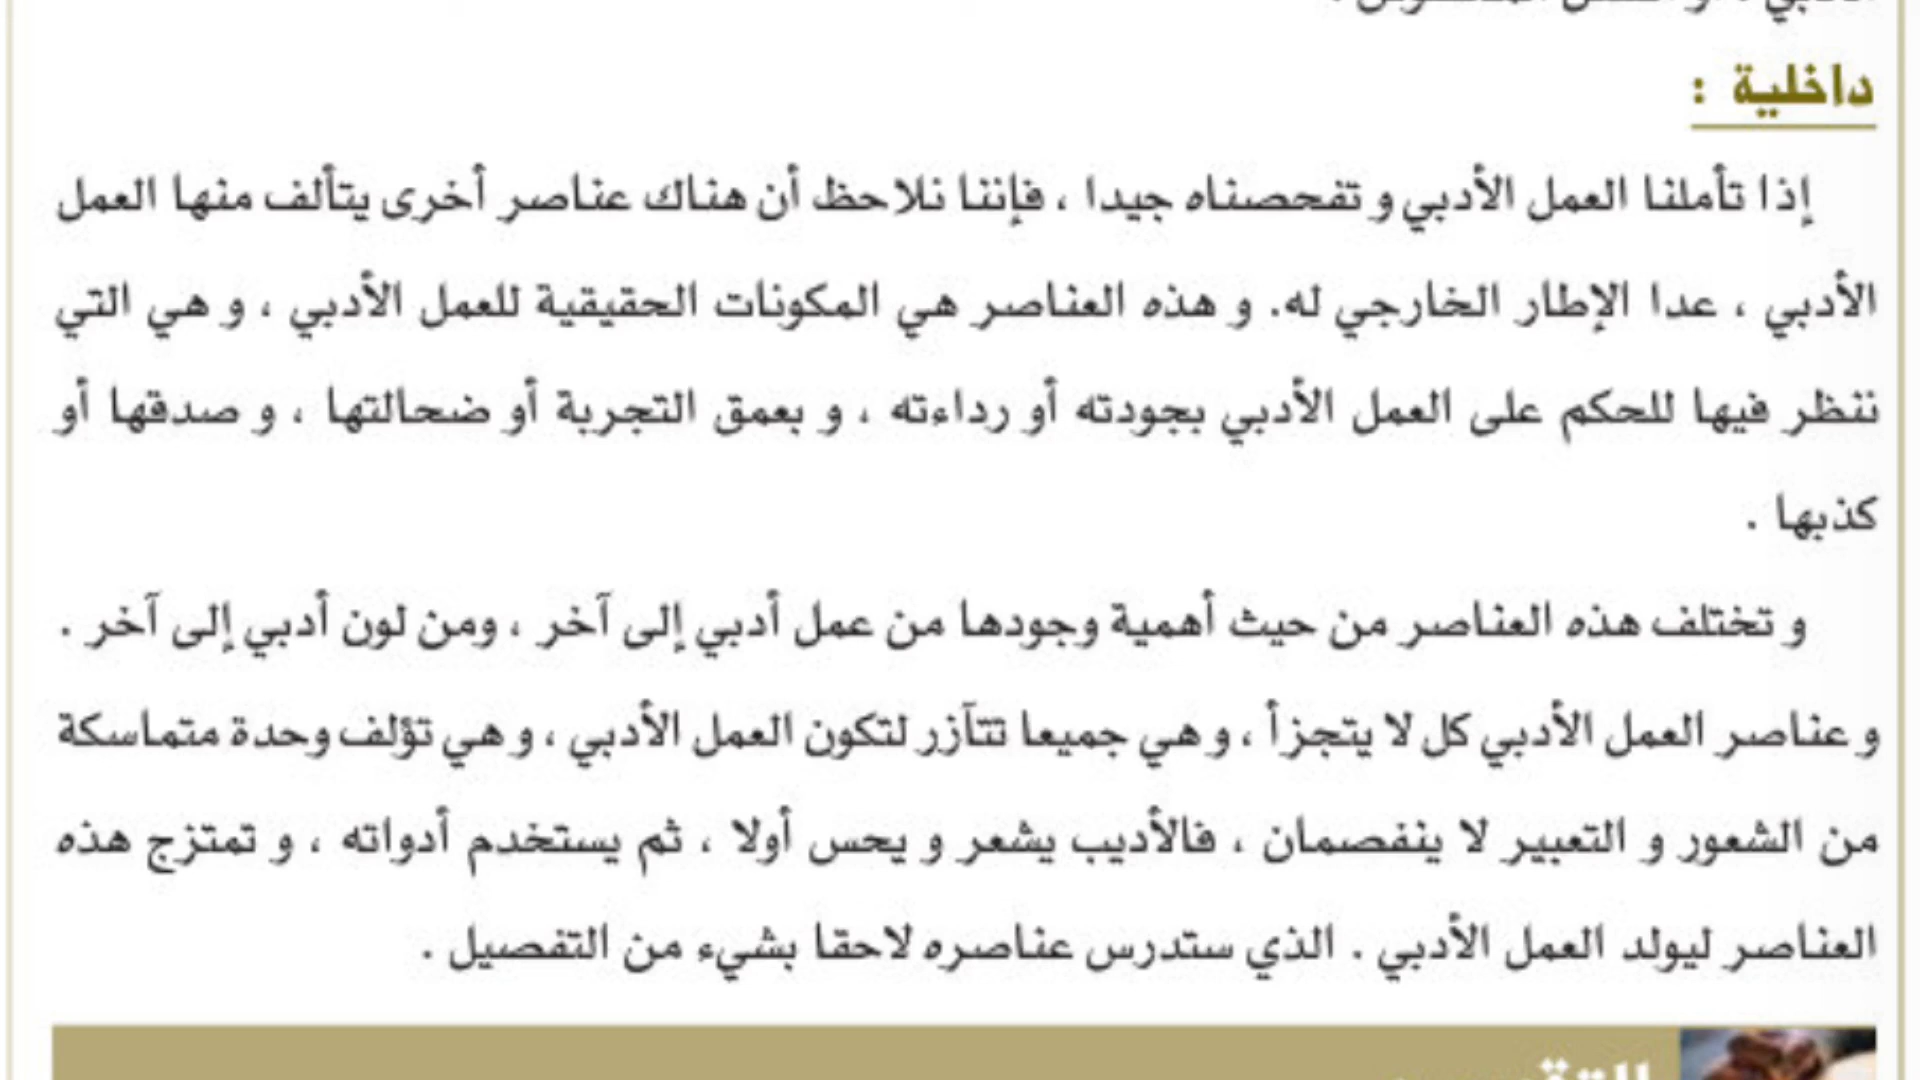 داخلية :
إذا تأملنا العمل الأدبي و تفحصناه جيدا ، فإننا نلاحظ أن هناك عناصر أخرى يتألف منها العمل
الأدبي ، عدا الإطار الخارجي له. و هذه العناصر هي المكونات الحقيقية للعمل الأدبي ، و هي التي
ننظر فيها للحكم على العمل الأدبي بجودته أو رداءته ، و بعمق التجربة أو ضحالتها ، و صدقها أو
كذبها .
و تختلف هذه العناصر من حيث أهمية وجودها من عمل أدبي إلى آخر ، ومن لون أدبي إلى آخر .
و عناصر العمل الأدبي كل لا يتجزأ ، و هي جميعا تتآزر لتكون العمل الأدبي ، و هي تؤلف وحدة متماسكة
من الشعور و التعبير لا ينفصمان ، فالأديب يشعر و يحس أولا ، ثم يستخدم أدواته ، و تمتزج هذه
العناصر ليولد العمل الأدبي . الذي ستدرس عناصره لاحقا بشيء من التفصيل .